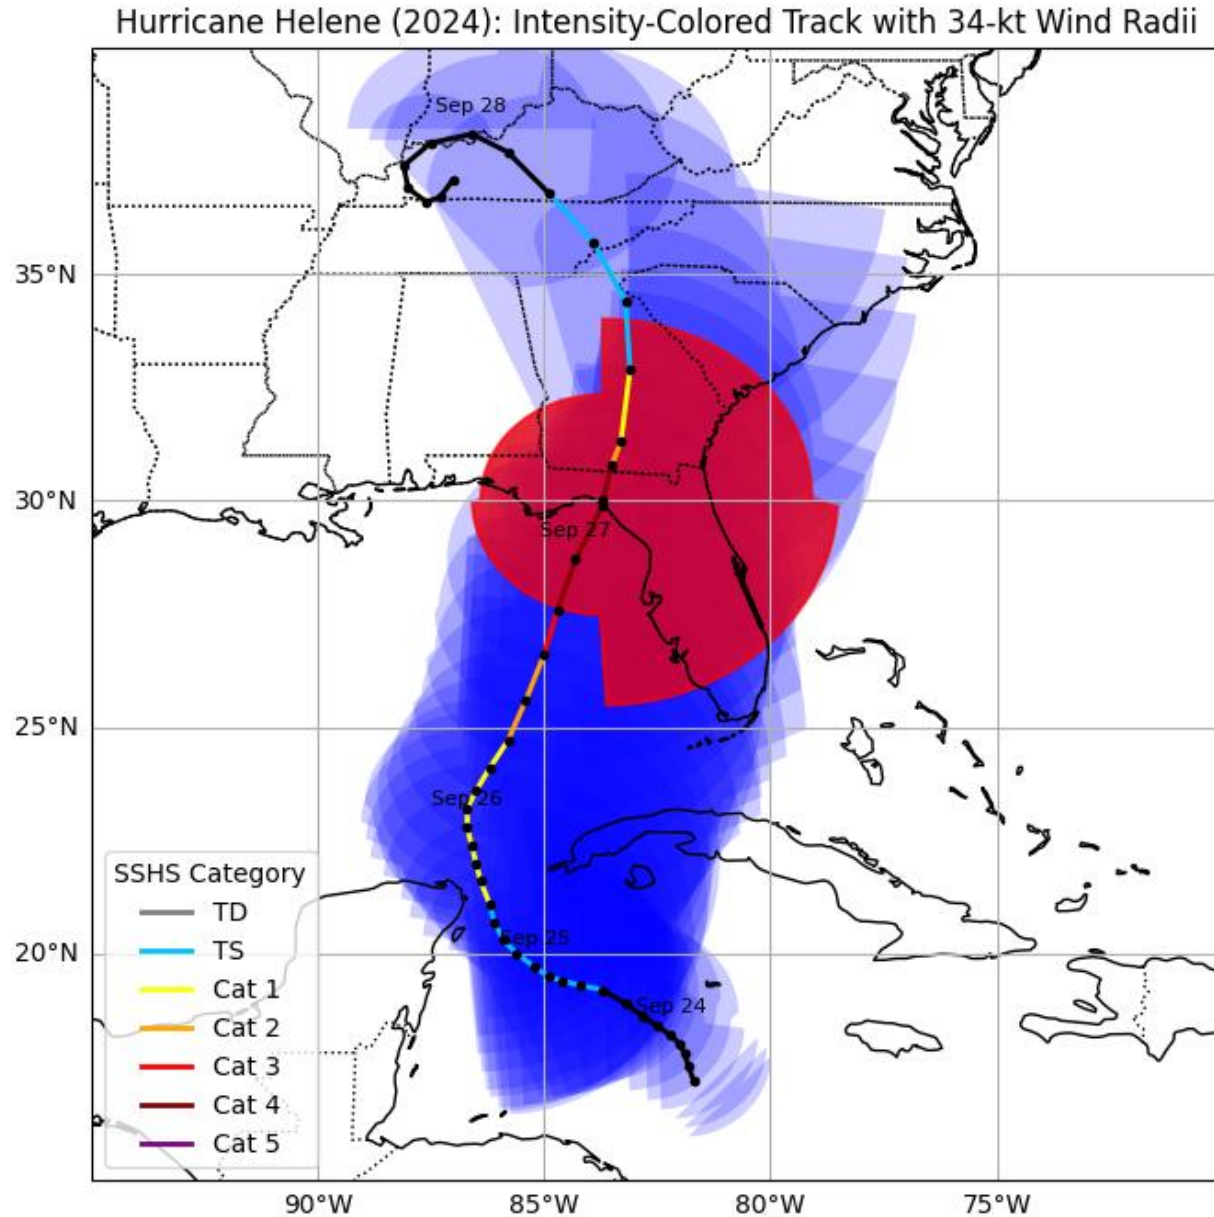 Hurricane Helene (2024): Intensity-Colored Track with 34-kt Wind Radii
Sep 28
35°N
30°N
Sep 27
25°N
Sep 26
SSHS Category
TD
TS
Sep 25
20°N
Cat 1
Sep 24
Cat 2
Cat 3
Cat 4
Cat 5
90°W 85°W 80°W 75°W